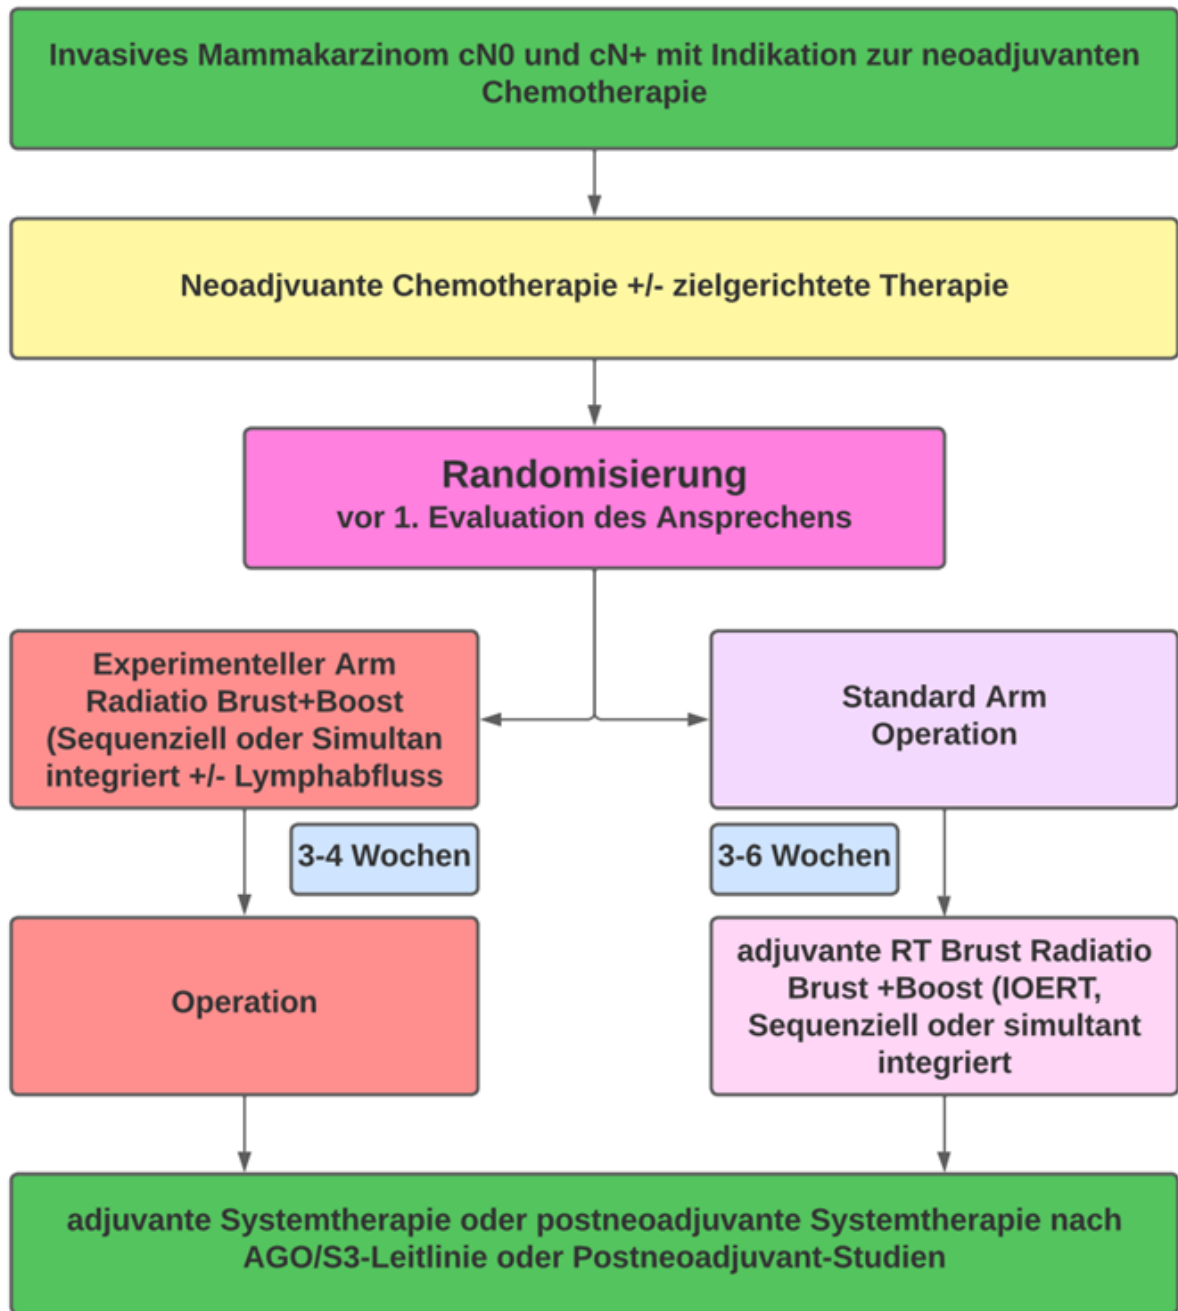 Invasives Mammakarzinom cN0 und cN+ mit Indikation zur neoadjuvanten
Chemotherapie
Neoadjvuante Chemotherapie +/- zielgerichtete Therapie
Randomisierung
vor 1. Evaluation des Ansprechens
Experimenteller Arm
Radiatio Brust+Boost
(Sequenziell oder Simultan
integriert +/- Lymphabfluss
Standard Arm
Operation
3-4 Wochen
3-6 Wochen
Operation
adjuvante RT Brust Radiatio
Brust +Boost (IOERT,
Sequenziell oder simultant
integriert
adjuvante Systemtherapie oder postneoadjuvante Systemtherapie nach
AGO/S3-Leitlinie oder Postneoadjuvant-Studien